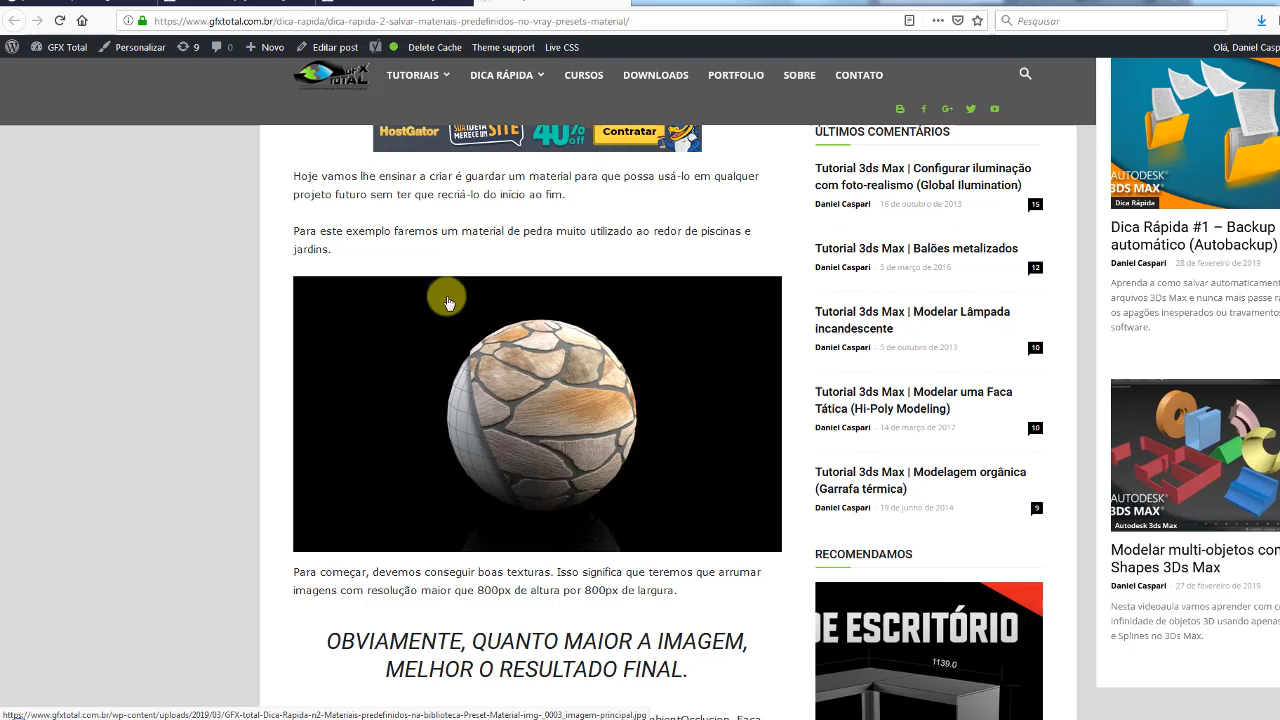 https://www.gfxtotal.com.br/dica-rapida/dica-rapida-2-salvar-materiais-predefinidos-no-vray-presets-material/
Pesquisar
GFX Total
Personalizar
9
0
Novo
Editar post
Delete Cache
Theme support
Live CSS
Olá, Daniel Casp
GFX TOTAL
TUTORIAIS
DICA RÁPIDA
CURSOS
DOWNLOADS
PORTFOLIO
SOBRE
CONTATO
HostGator
SUA IDEIA
MERECE UM SITE
40% off
Contratar
Hoje vamos lhe ensinar a criar é guardar um material para que possa usá-lo em qualquer
projeto futuro sem ter que recriá-lo do início ao fim.
Para este exemplo faremos um material de pedra muito utilizado ao redor de piscinas e
jardins.
Para começar, devemos conseguir boas texturas. Isso significa que teremos que arrumar
imagens com resolução maior que 800px de altura por 800px de largura.
OBVIAMENTE, QUANTO MAIOR A IMAGEM,
MELHOR O RESULTADO FINAL.
https://www.gfxtotal.com.br/wp-content/uploads/2019/03/GFX-total-Dica-Rapida-n2-Materiais-predefinidos-na-biblioteca-Preset-Material-img-_0003_imagem-principal.jpg
ÚLTIMOS COMENTÁRIOS
Tutorial 3ds Max | Configurar iluminação
com foto-realismo (Global Ilumination)
Daniel Caspari - 16 de outubro de 2013
15
Tutorial 3ds Max | Balões metalizados
Daniel Caspari - 5 de março de 2016
12
Tutorial 3ds Max | Modelar Lâmpada
incandescente
Daniel Caspari - 5 de outubro de 2013
10
Tutorial 3ds Max | Modelar uma Faca
Tática (Hi-Poly Modeling)
Daniel Caspari - 14 de março de 2017
10
Tutorial 3ds Max | Modelagem orgânica
(Garrafa térmica)
Daniel Caspari - 19 de junho de 2014
9
RECOMENDAMOS
DE ESCRITÓRIO
1139.0
AUTODESK®
3DS MAX®
Dica Rápida
Dica Rápida #1 – Backup
automático (Autobackup)
Daniel Caspari - 28 de fevereiro de 2019
Aprenda a como salvar automaticament
arquivos 3Ds Max e nunca mais passe ra
os apagões inesperados ou travamentos
software.
AUTODESK®
3DS MAX®
Autodesk 3ds Max
Modelar multi-objetos con
Shapes 3Ds Max
Daniel Caspari - 27 de fevereiro de 2019
Nesta videoaula vamos aprender com cr
infinidade de objetos 3D usando apenas
e Splines no 3Ds Max.